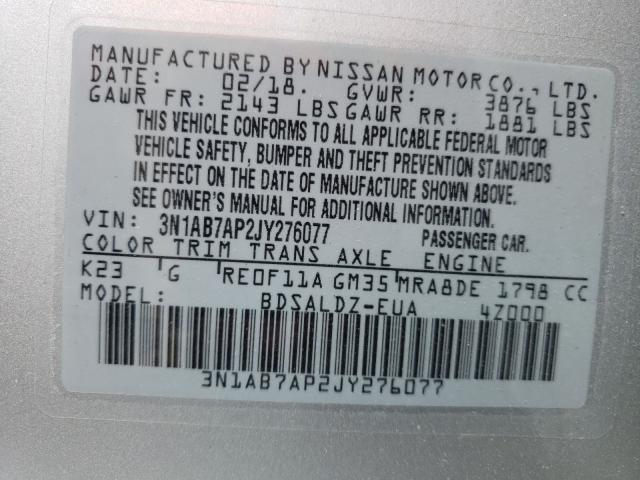 MANUFACTURED BY NISSAN MOTOR CO., LTD.
DATE: 02/18. GVWR: 3876 LBS
GAWR FR: 2143 LBS GAWR RR: 1881 LBS
THIS VEHICLE CONFORMS TO ALL APPLICABLE FEDERAL MOTOR
VEHICLE SAFETY, BUMPER AND THEFT PREVENTION STANDARDS
IN EFFECT ON THE DATE OF MANUFACTURE SHOWN ABOVE.
SEE OWNER'S MANUAL FOR ADDITIONAL INFORMATION.
VIN: 3N1AB7AP2JY276077 PASSENGER CAR.
COLOR TRIM TRANS AXLE ENGINE
K23 G RE0F11A GM35 MRA8DE 1798 CC
MODEL: BDSALDZ-EUA 4Z000
3N1AB7AP2JY276077